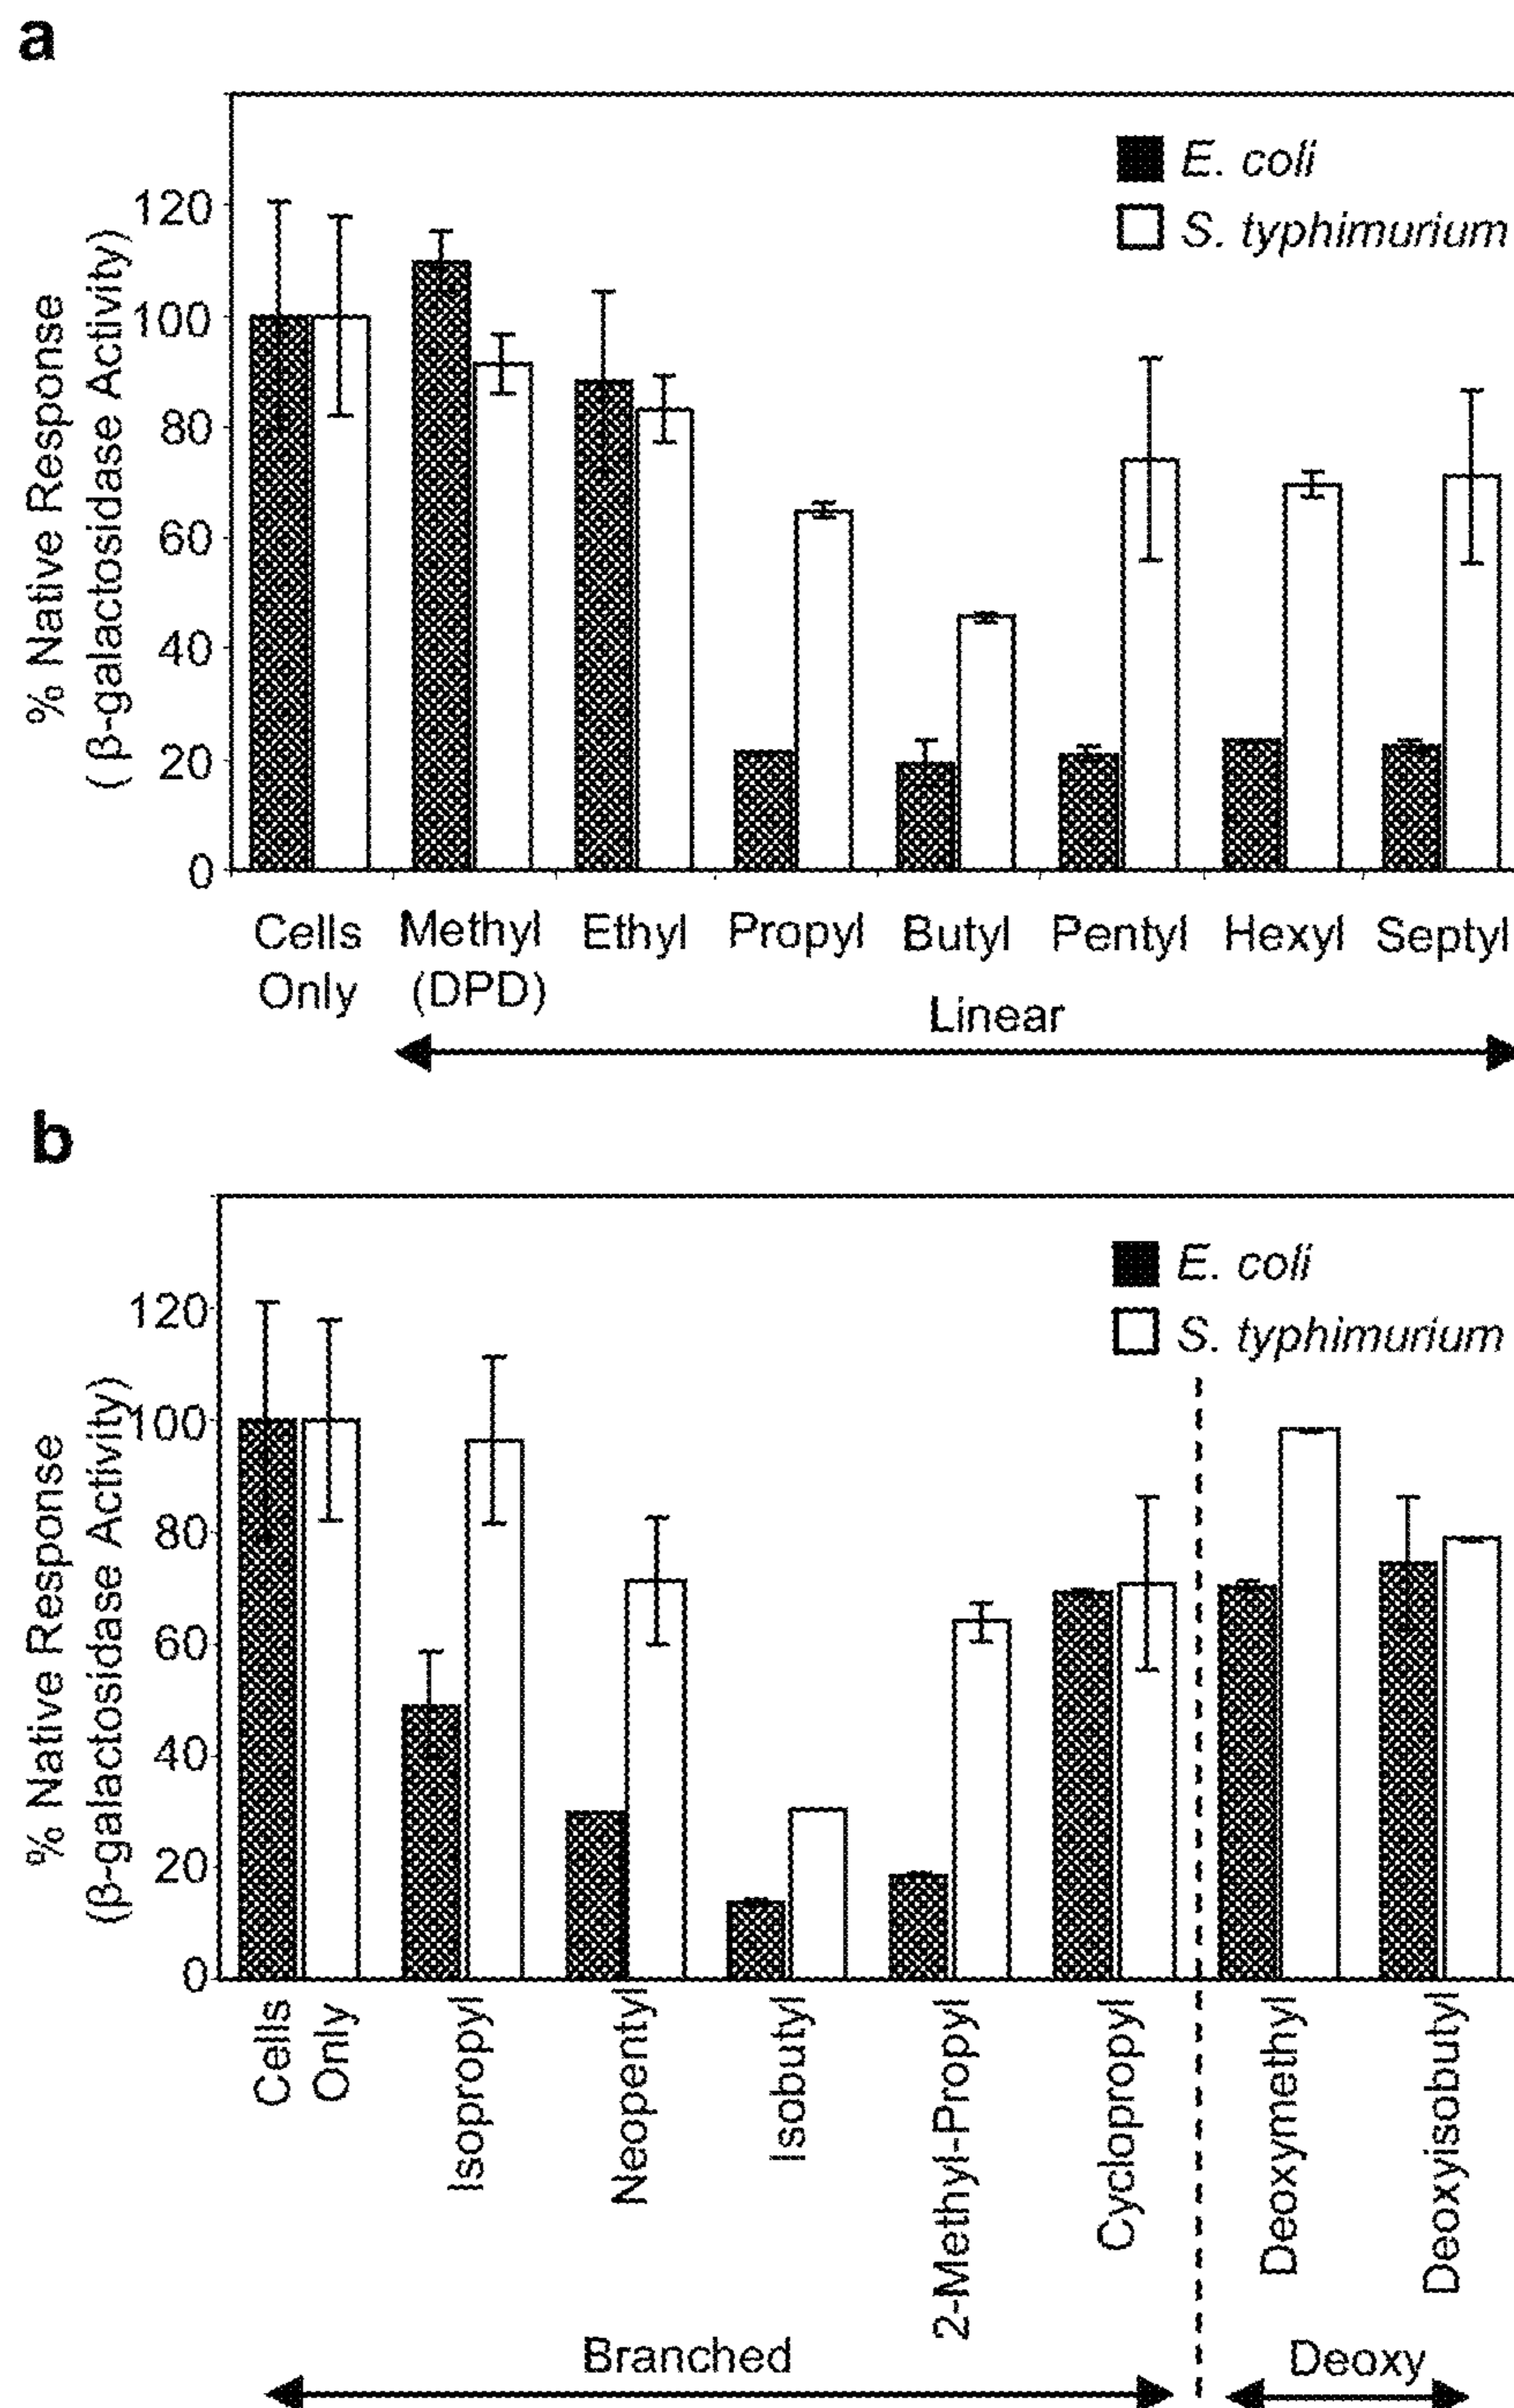 a
E. coli
S. typhimurium
% Native Response
( β-galactosidase Activity)
120
100
80
60
40
20
0
Cells Only
Methyl (DPD)
Ethyl
Propyl
Butyl
Pentyl
Hexyl
Septyl
Linear
b
E. coli
S. typhimurium
% Native Response
(β-galactosidase Activity)
120
100
80
60
40
20
0
Cells Only
Isopropyl
Neopentyl
Isobutyl
2-Methyl-Propyl
Cyclopropyl
Deoxymethyl
Deoxyisobutyl
Branched
Deoxy